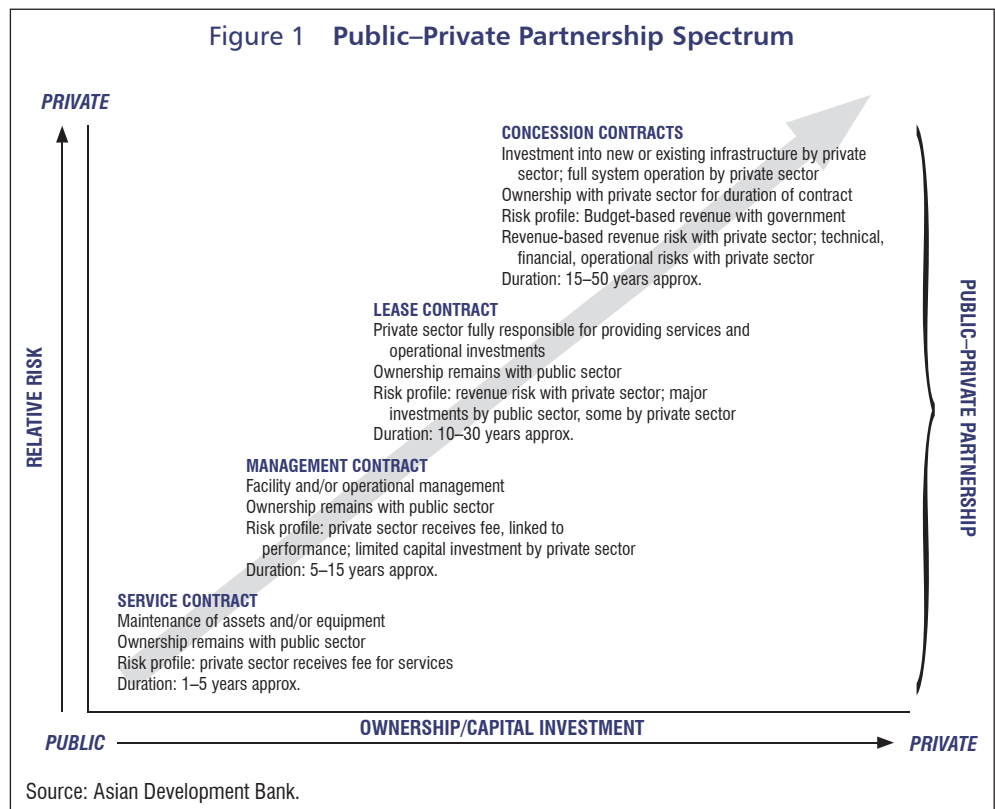 Figure 1 Public–Private Partnership Spectrum
PRIVATE
CONCESSION CONTRACTS
Investment into new or existing infrastructure by private
sector; full system operation by private sector
Ownership with private sector for duration of contract
Risk profile: Budget-based revenue with government
Revenue-based revenue risk with private sector; technical,
financial, operational risks with private sector
Duration: 15–50 years approx.
LEASE CONTRACT
Private sector fully responsible for providing services and
operational investments
Ownership remains with public sector
Risk profile: revenue risk with private sector; major
investments by public sector, some by private sector
Duration: 10–30 years approx.
MANAGEMENT CONTRACT
Facility and/or operational management
Ownership remains with public sector
Risk profile: private sector receives fee, linked to
performance; limited capital investment by private sector
Duration: 5–15 years approx.
SERVICE CONTRACT
Maintenance of assets and/or equipment
Ownership remains with public sector
Risk profile: private sector receives fee for services
Duration: 1–5 years approx.
RELATIVE RISK
PUBLIC–PRIVATE PARTNERSHIP
OWNERSHIP/CAPITAL INVESTMENT
PUBLIC
PRIVATE
Source: Asian Development Bank.